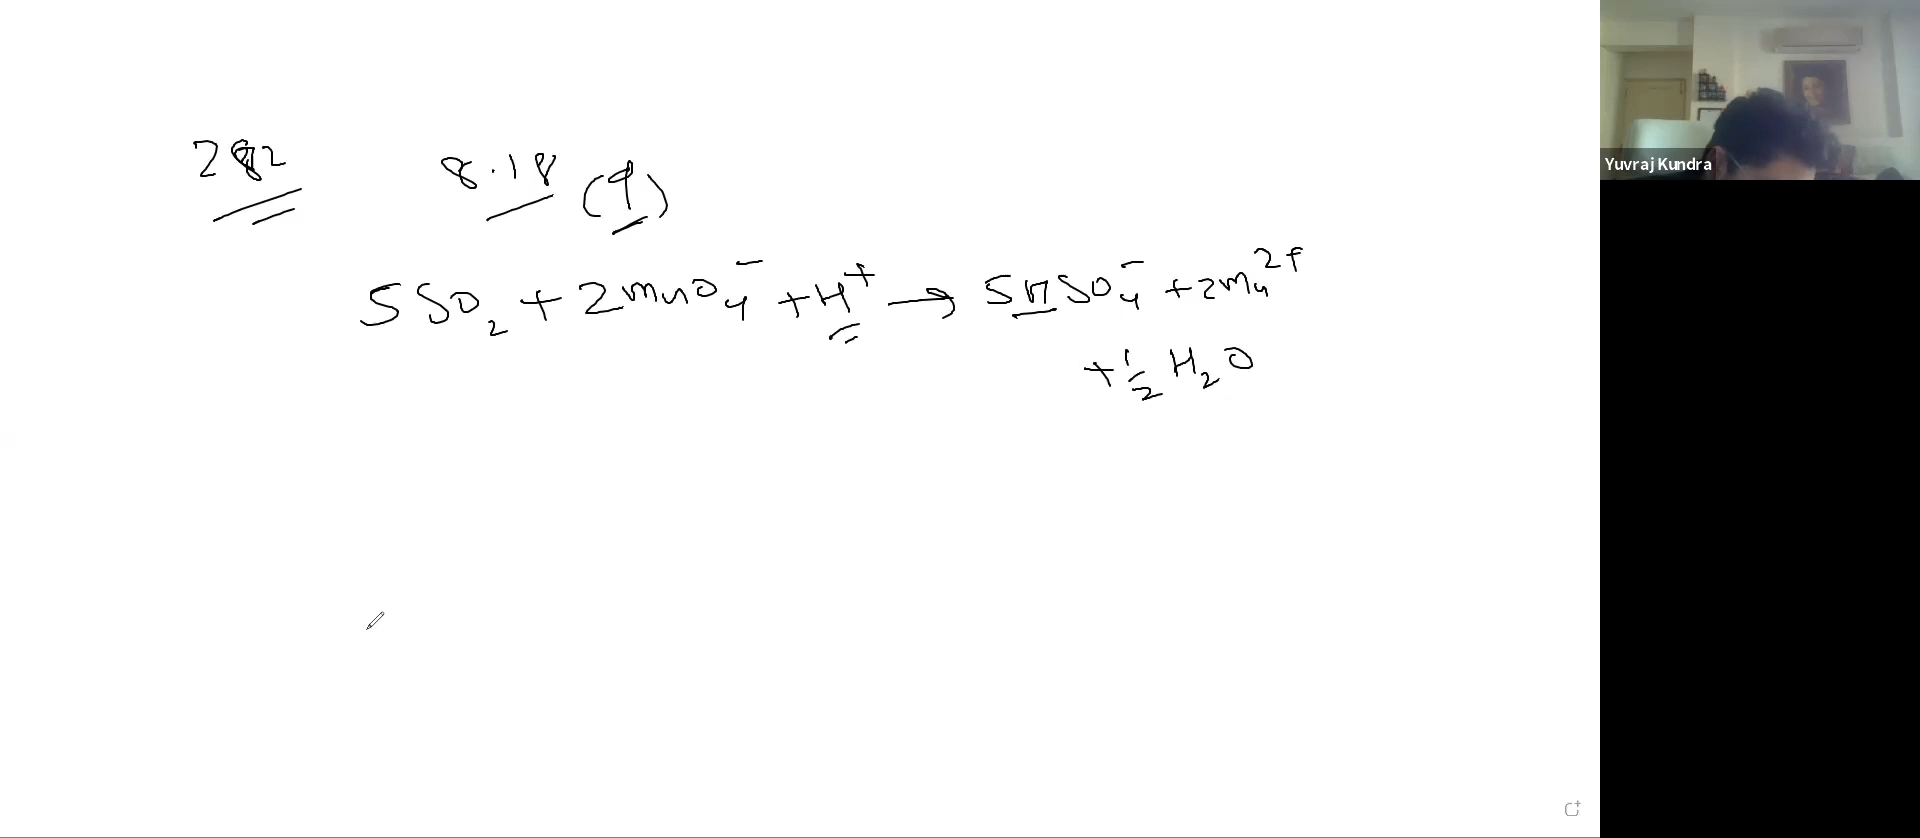 282 8.18 (9)
5SO₂ + 2MnO₄⁻ + H⁺ → 5HSO₄⁻ + 2Mn²⁺
+ 1/2 H₂O
Yuvraj Kundra